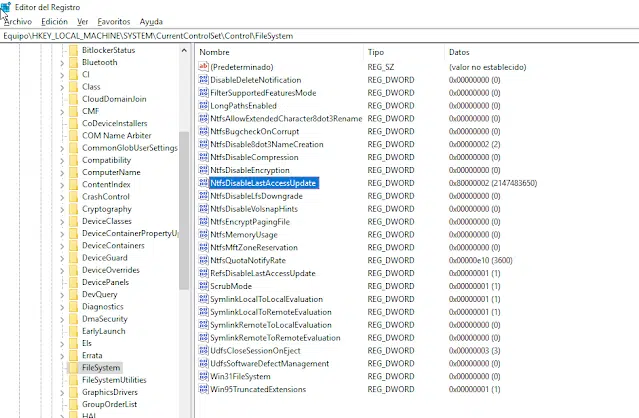 Editor del Registro
Archivo Edición Ver Favoritos Ayuda
Equipo\HKEY_LOCAL_MACHINE\SYSTEM\CurrentControlSet\Control\FileSystem
BitlockerStatus
Bluetooth
CI
Class
CloudDomainJoin
CMF
CoDeviceInstallers
COM Name Arbiter
CommonGlobUserSettings
Compatibility
ComputerName
ContentIndex
CrashControl
Cryptography
DeviceClasses
DeviceContainerPropertyU
DeviceContainers
DeviceGuard
DeviceOverrides
DevicePanels
DevQuery
Diagnostics
DmaSecurity
EarlyLaunch
Els
Errata
FileSystem
FileSystemUtilities
GraphicsDrivers
GroupOrderList
HAL
Nombre Tipo Datos
(Predeterminado) REG_SZ (valor no establecido)
DisableDeleteNotification REG_DWORD 0x00000000 (0)
FilterSupportedFeaturesMode REG_DWORD 0x00000000 (0)
LongPathsEnabled REG_DWORD 0x00000000 (0)
NtfsAllowExtendedCharacter8dot3Rename REG_DWORD 0x00000000 (0)
NtfsBugcheckOnCorrupt REG_DWORD 0x00000000 (0)
NtfsDisable8dot3NameCreation REG_DWORD 0x00000002 (2)
NtfsDisableCompression REG_DWORD 0x00000000 (0)
NtfsDisableEncryption REG_DWORD 0x00000000 (0)
NtfsDisableLastAccessUpdate REG_DWORD 0x80000002 (2147483650)
NtfsDisableLfsDowngrade REG_DWORD 0x00000000 (0)
NtfsDisableVolsnapHints REG_DWORD 0x00000000 (0)
NtfsEncryptPagingFile REG_DWORD 0x00000000 (0)
NtfsMemoryUsage REG_DWORD 0x00000000 (0)
NtfsMftZoneReservation REG_DWORD 0x00000000 (0)
NtfsQuotaNotifyRate REG_DWORD 0x00000e10 (3600)
RefsDisableLastAccessUpdate REG_DWORD 0x00000001 (1)
ScrubMode REG_DWORD 0x00000001 (1)
SymlinkLocalToLocalEvaluation REG_DWORD 0x00000001 (1)
SymlinkLocalToRemoteEvaluation REG_DWORD 0x00000001 (1)
SymlinkRemoteToLocalEvaluation REG_DWORD 0x00000000 (0)
SymlinkRemoteToRemoteEvaluation REG_DWORD 0x00000000 (0)
UdfsCloseSessionOnEject REG_DWORD 0x00000003 (3)
UdfsSoftwareDefectManagement REG_DWORD 0x00000000 (0)
Win31FileSystem REG_DWORD 0x00000000 (0)
Win95TruncatedExtensions REG_DWORD 0x00000001 (1)